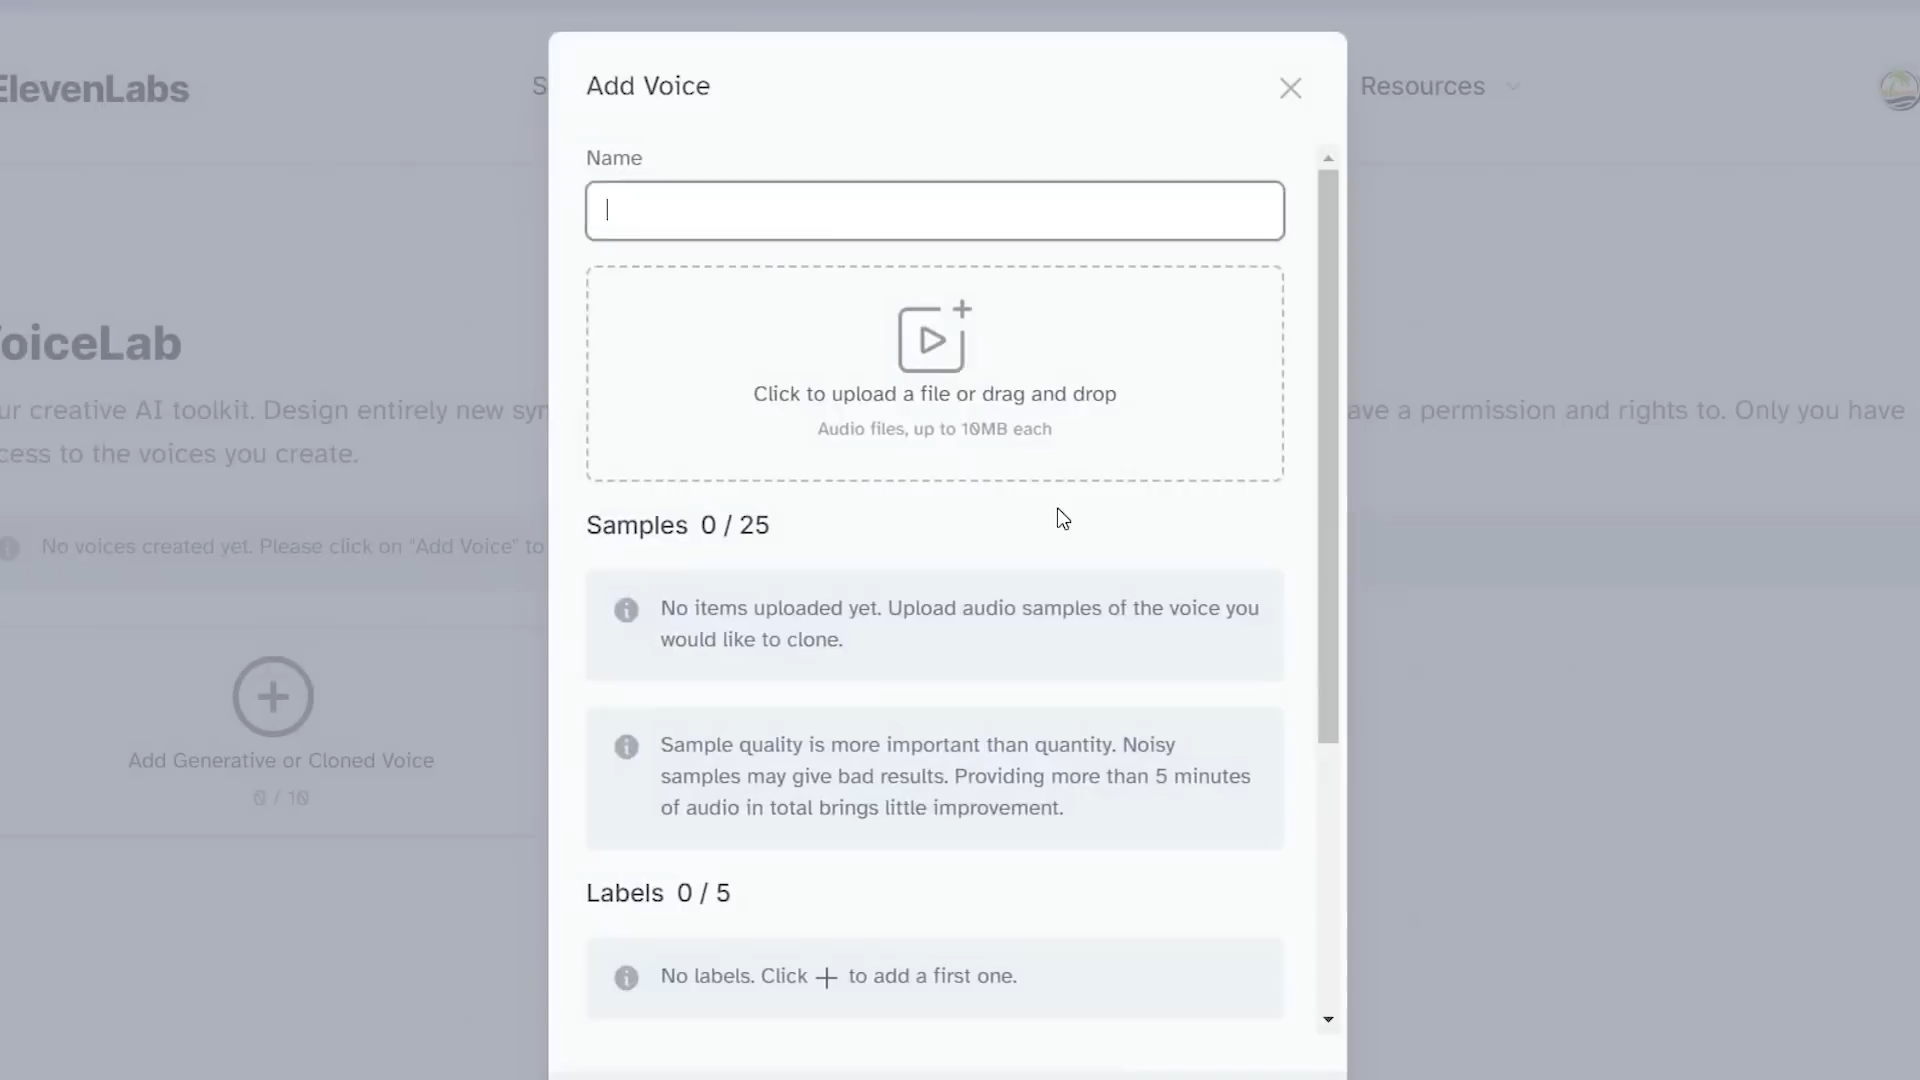 ElevenLabs
Resources
Add Voice
Name
Click to upload a file or drag and drop
Audio files, up to 10MB each
oiceLab
ur creative AI toolkit. Design entirely new syn
ave a permission and rights to. Only you have
cess to the voices you create.
No voices created yet. Please click on "Add Voice" to
Samples 0 / 25
No items uploaded yet. Upload audio samples of the voice you
would like to clone.
Add Generative or Cloned Voice
0 / 10
Sample quality is more important than quantity. Noisy
samples may give bad results. Providing more than 5 minutes
of audio in total brings little improvement.
Labels 0 / 5
No labels. Click + to add a first one.